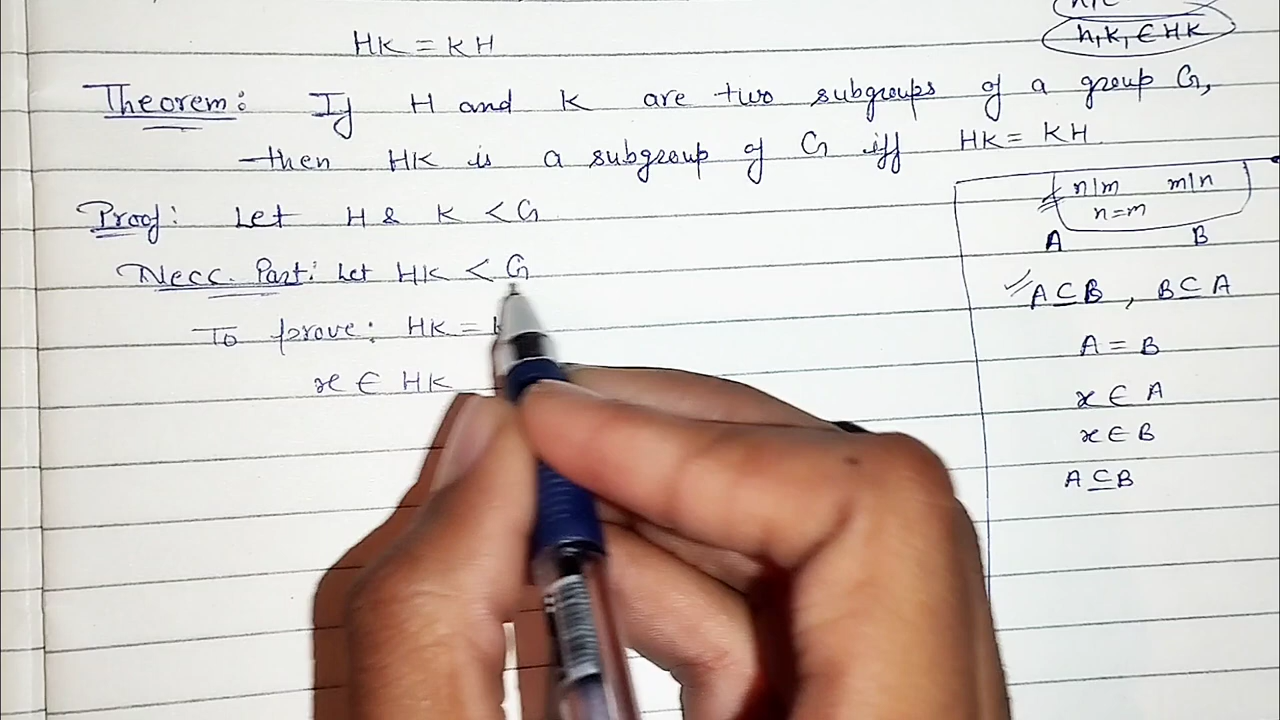 HK = KH
h1k1 ∈ HK
Theorem: If H and K are two subgroups of a group G,
then HK is a subgroup of G iff HK = KH
Proof: Let H & K < G
Necc. Part: Let HK < G
To prove: HK =
x ∈ HK
n|m m|n
n=m
A B
A ⊆ B , B ⊆ A
A = B
x ∈ A
x ∈ B
A ⊆ B